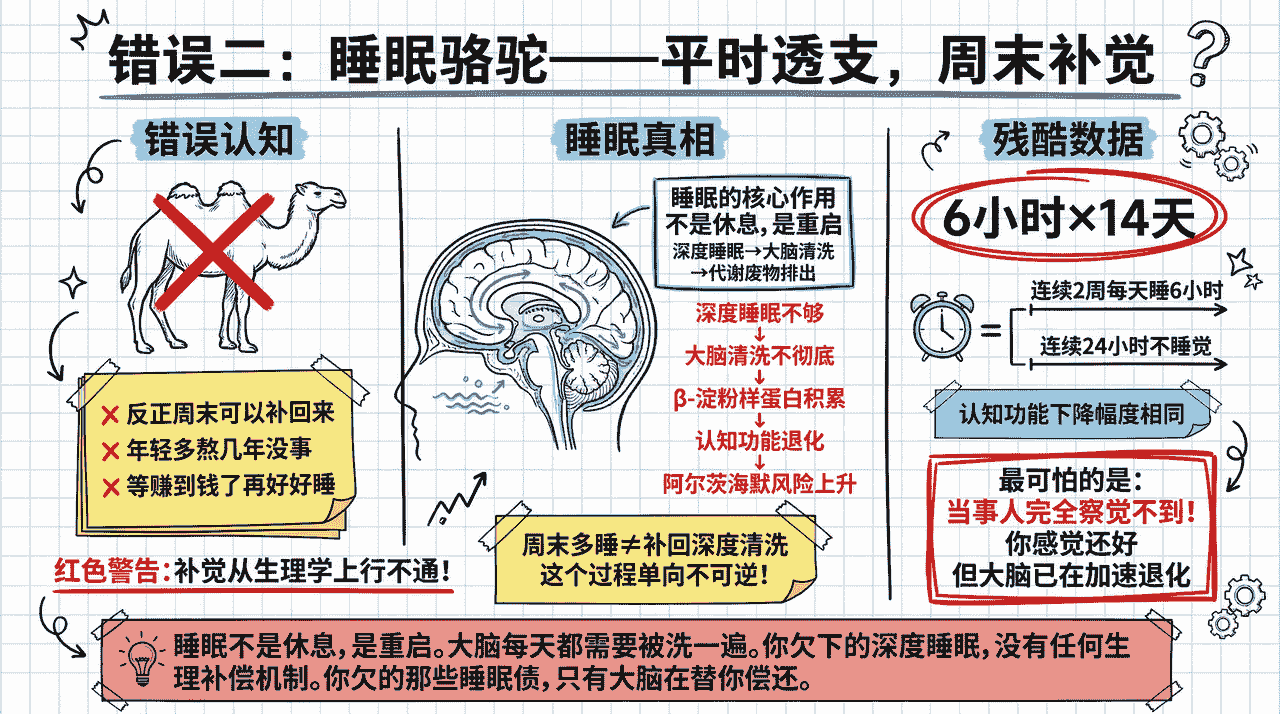 错误二：睡眠骆驼——平时透支，周末补觉
错误认知
❌ 反正周末可以补回来
❌ 年轻多熬几年没事
❌ 等赚到钱了再好好睡
红色警告：补觉从生理学上行不通！
睡眠真相
睡眠的核心作用
不是休息，是重启
深度睡眠→大脑清洗
→代谢废物排出
深度睡眠不够
↓
大脑清洗不彻底
↓
β-淀粉样蛋白积累
↓
认知功能退化
↓
阿尔茨海默风险上升
周末多睡≠补回深度清洗
这个过程单向不可逆！
残酷数据
6小时×14天
连续2周每天睡6小时
=
连续24小时不睡觉
认知功能下降幅度相同
最可怕的是：
当事人完全察觉不到！
你感觉还好
但大脑已在加速退化
睡眠不是休息，是重启。大脑每天都需要被洗一遍。你欠下的深度睡眠，没有任何生
理补偿机制。你欠的那些睡眠债，只有大脑在替你偿还。